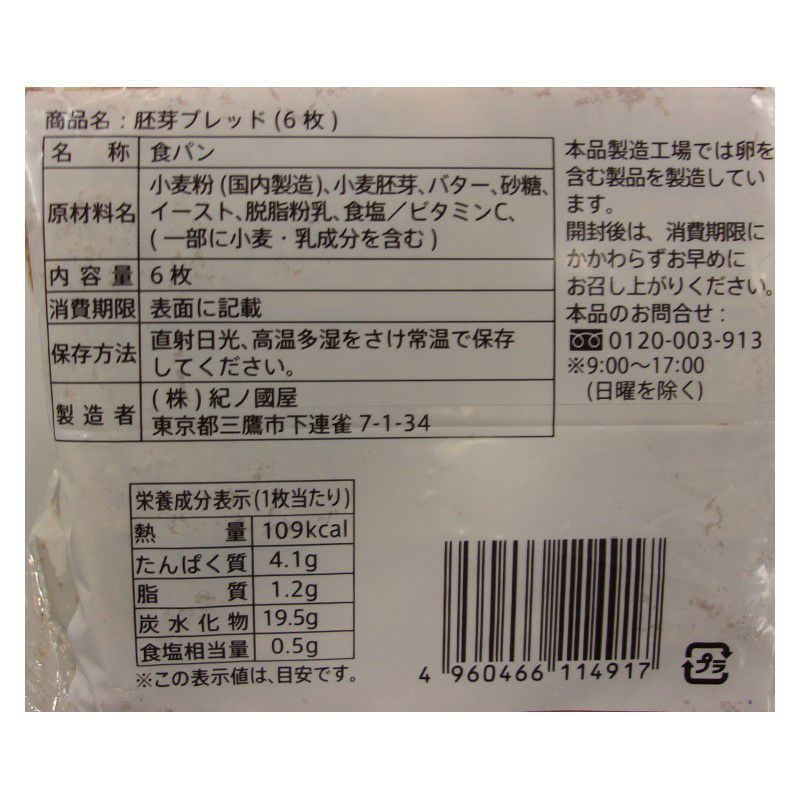 商品名:胚芽ブレッド(6枚)
名 称 食パン
原材料名 小麦粉(国内製造)、小麦胚芽、バター、砂糖、
イースト、脱脂粉乳、食塩/ビタミンC、
(一部に小麦・乳成分を含む)
内容量 6枚
消費期限 表面に記載
保存方法 直射日光、高温多湿をさけ常温で保存
してください。
製造者 (株)紀ノ國屋
東京都三鷹市下連雀 7-1-34
本品製造工場では卵を
含む製品を製造してい
ます。
開封後は、消費期限に
かかわらずお早めに
お召し上がりください。
本品のお問合せ:
0120-003-913
※9:00〜17:00
(日曜を除く)
栄養成分表示(1枚当たり)
熱 量 109kcal
たんぱく質 4.1g
脂 質 1.2g
炭水化物 19.5g
食塩相当量 0.5g
※この表示値は、目安です。
4 960466 114917
プラ